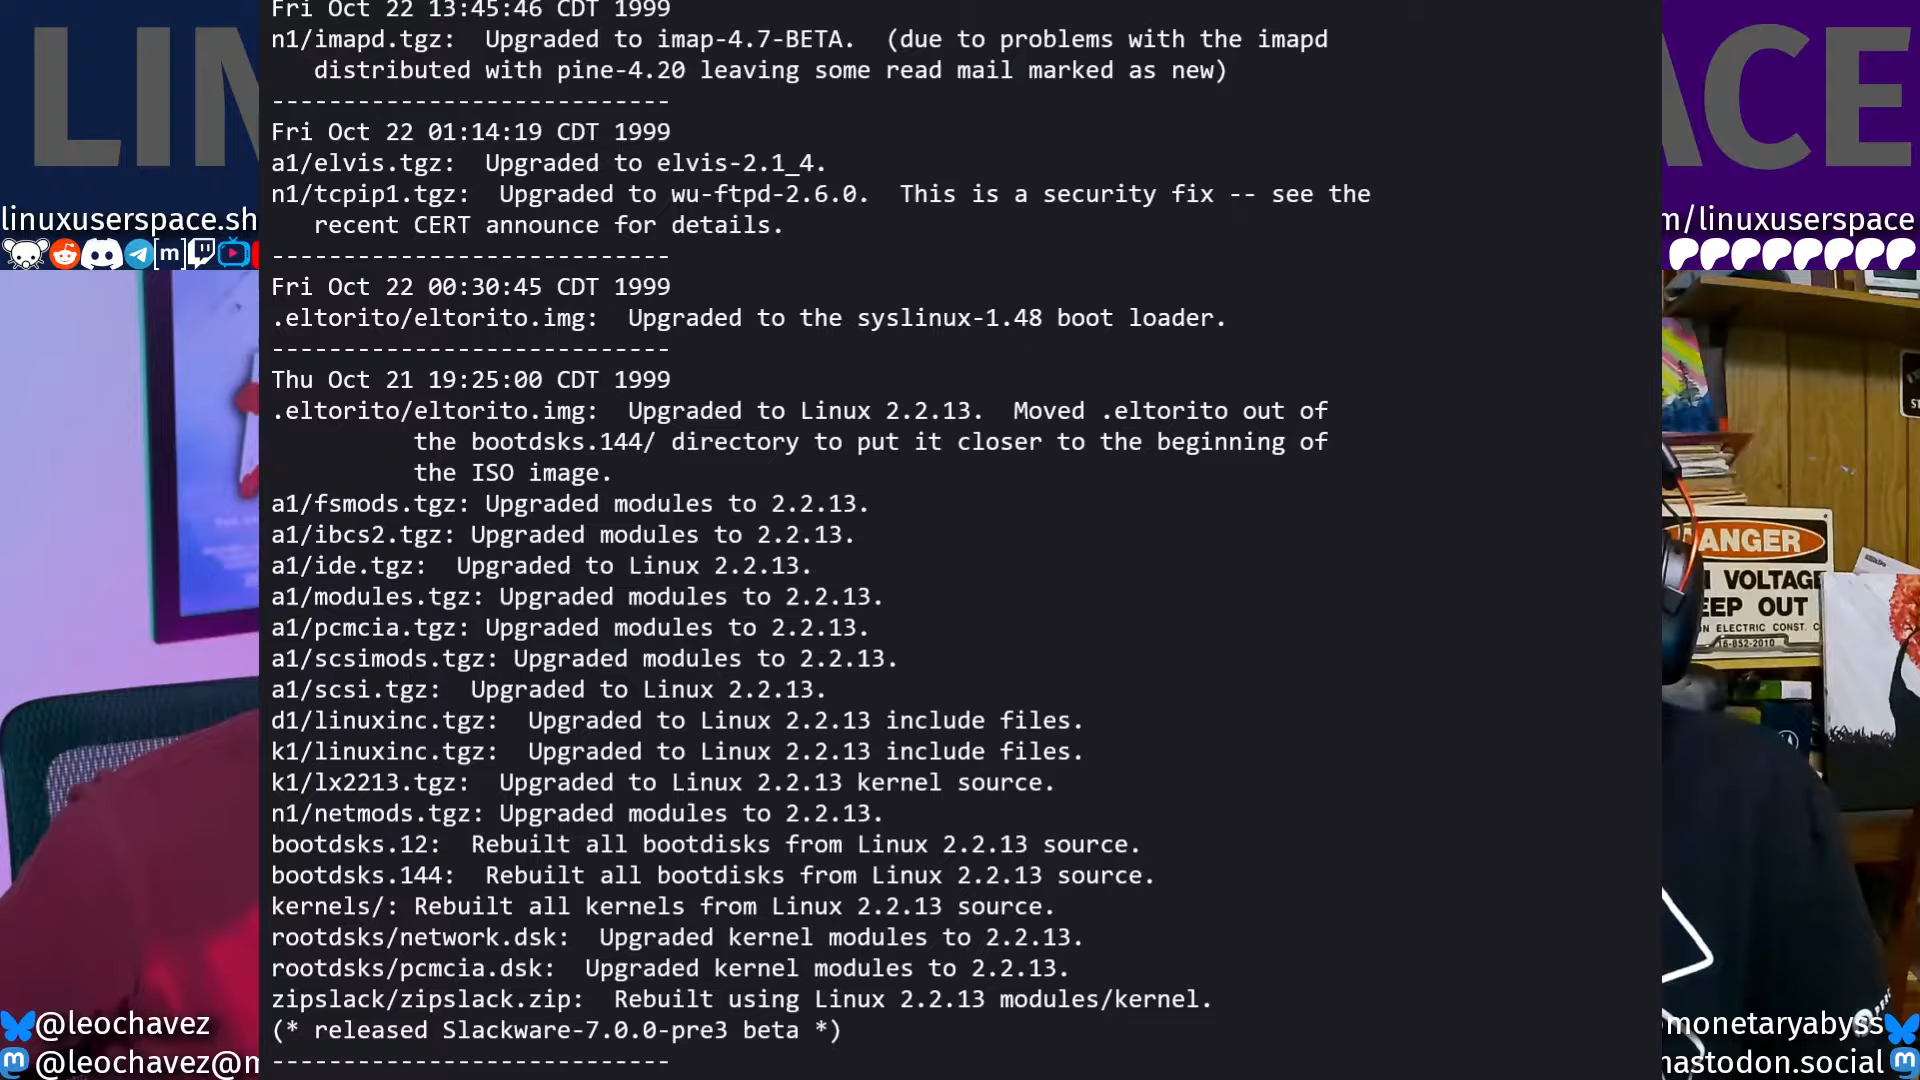 LIN
ACE
linuxuserspace.sh
m/linuxuserspace
[m]
Fri Oct 22 13:45:46 CDT 1999
n1/imapd.tgz:  Upgraded to imap-4.7-BETA.  (due to problems with the imapd
   distributed with pine-4.20 leaving some read mail marked as new)
----------------------------
Fri Oct 22 01:14:19 CDT 1999
a1/elvis.tgz:  Upgraded to elvis-2.1_4.
n1/tcpip1.tgz:  Upgraded to wu-ftpd-2.6.0.  This is a security fix -- see the
   recent CERT announce for details.
----------------------------
Fri Oct 22 00:30:45 CDT 1999
.eltorito/eltorito.img:  Upgraded to the syslinux-1.48 boot loader.
----------------------------
Thu Oct 21 19:25:00 CDT 1999
.eltorito/eltorito.img:  Upgraded to Linux 2.2.13.  Moved .eltorito out of
          the bootdsks.144/ directory to put it closer to the beginning of
          the ISO image.
a1/fsmods.tgz: Upgraded modules to 2.2.13.
a1/ibcs2.tgz: Upgraded modules to 2.2.13.
a1/ide.tgz:  Upgraded to Linux 2.2.13.
a1/modules.tgz: Upgraded modules to 2.2.13.
a1/pcmcia.tgz: Upgraded modules to 2.2.13.
a1/scsimods.tgz: Upgraded modules to 2.2.13.
a1/scsi.tgz:  Upgraded to Linux 2.2.13.
d1/linuxinc.tgz:  Upgraded to Linux 2.2.13 include files.
k1/linuxinc.tgz:  Upgraded to Linux 2.2.13 include files.
k1/lx2213.tgz:  Upgraded to Linux 2.2.13 kernel source.
n1/netmods.tgz: Upgraded modules to 2.2.13.
bootdsks.12:  Rebuilt all bootdisks from Linux 2.2.13 source.
bootdsks.144:  Rebuilt all bootdisks from Linux 2.2.13 source.
kernels/: Rebuilt all kernels from Linux 2.2.13 source.
rootdsks/network.dsk:  Upgraded kernel modules to 2.2.13.
rootdsks/pcmcia.dsk:  Upgraded kernel modules to 2.2.13.
zipslack/zipslack.zip:  Rebuilt using Linux 2.2.13 modules/kernel.
(* released Slackware-7.0.0-pre3 beta *)
----------------------------
ANGER
VOLTAGE
EEP OUT
N ELECTRIC CONST. C
16-852-2010
@leochavez
@leochavez@m
monetaryabyss
mastodon.social